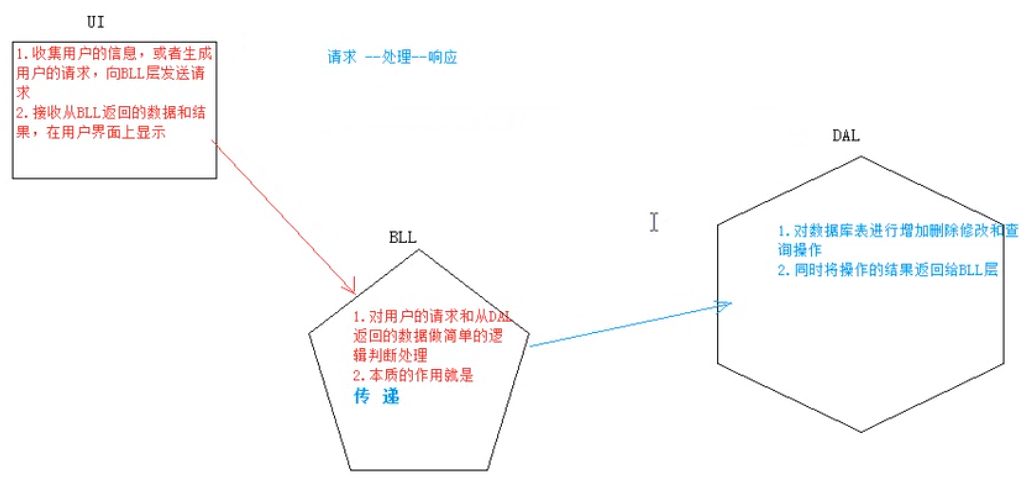 UI
1.收集用户的信息，或者生成
用户的请求，向BLL层发送请
求
2.接收从BLL返回的数据和结
果，在用户界面上显示
请求 --处理--响应
DAL
1.对数据库表进行增加删除修改和查
询操作
2.同时将操作的结果返回给BLL层
BLL
1.对用户的请求和从DAL
返回的数据做简单的逻
辑判断处理
2.本质的作用就是
传 递